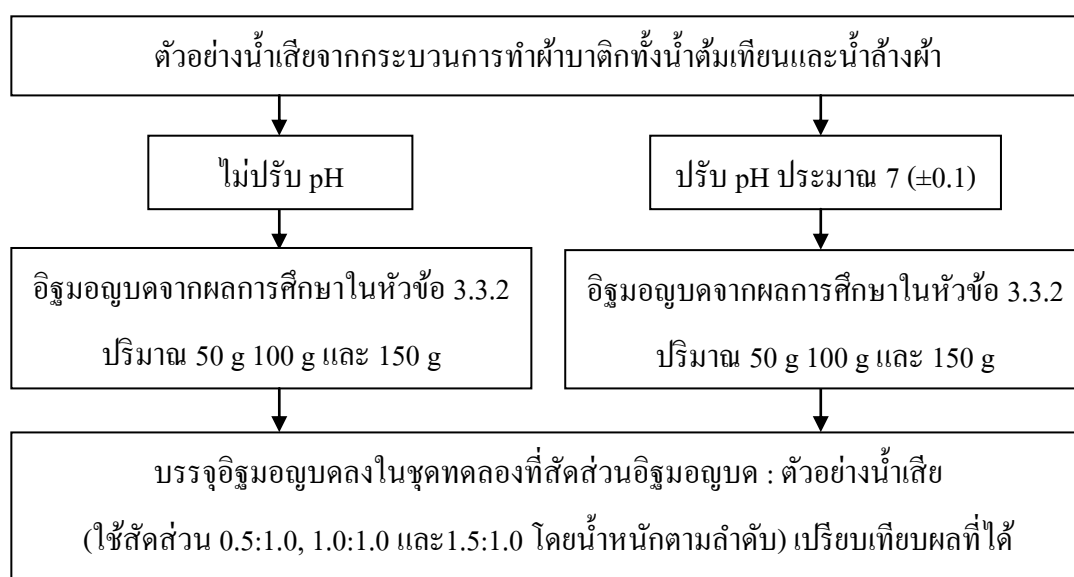 ตัวอย่างน้ำเสียจากกระบวนการทำผ้าบาติกทั้งน้ำต้มเทียนและน้ำล้างผ้า
ไม่ปรับ pH
ปรับ pH ประมาณ 7 (±0.1)
อิฐมอญบดจากผลการศึกษาในหัวข้อ 3.3.2
ปริมาณ 50 g 100 g และ 150 g
อิฐมอญบดจากผลการศึกษาในหัวข้อ 3.3.2
ปริมาณ 50 g 100 g และ 150 g
บรรจุอิฐมอญบดลงในชุดทดลองที่สัดส่วนอิฐมอญบด : ตัวอย่างน้ำเสีย
(ใช้สัดส่วน 0.5:1.0, 1.0:1.0 และ1.5:1.0 โดยน้ำหนักตามลำดับ) เปรียบเทียบผลที่ได้